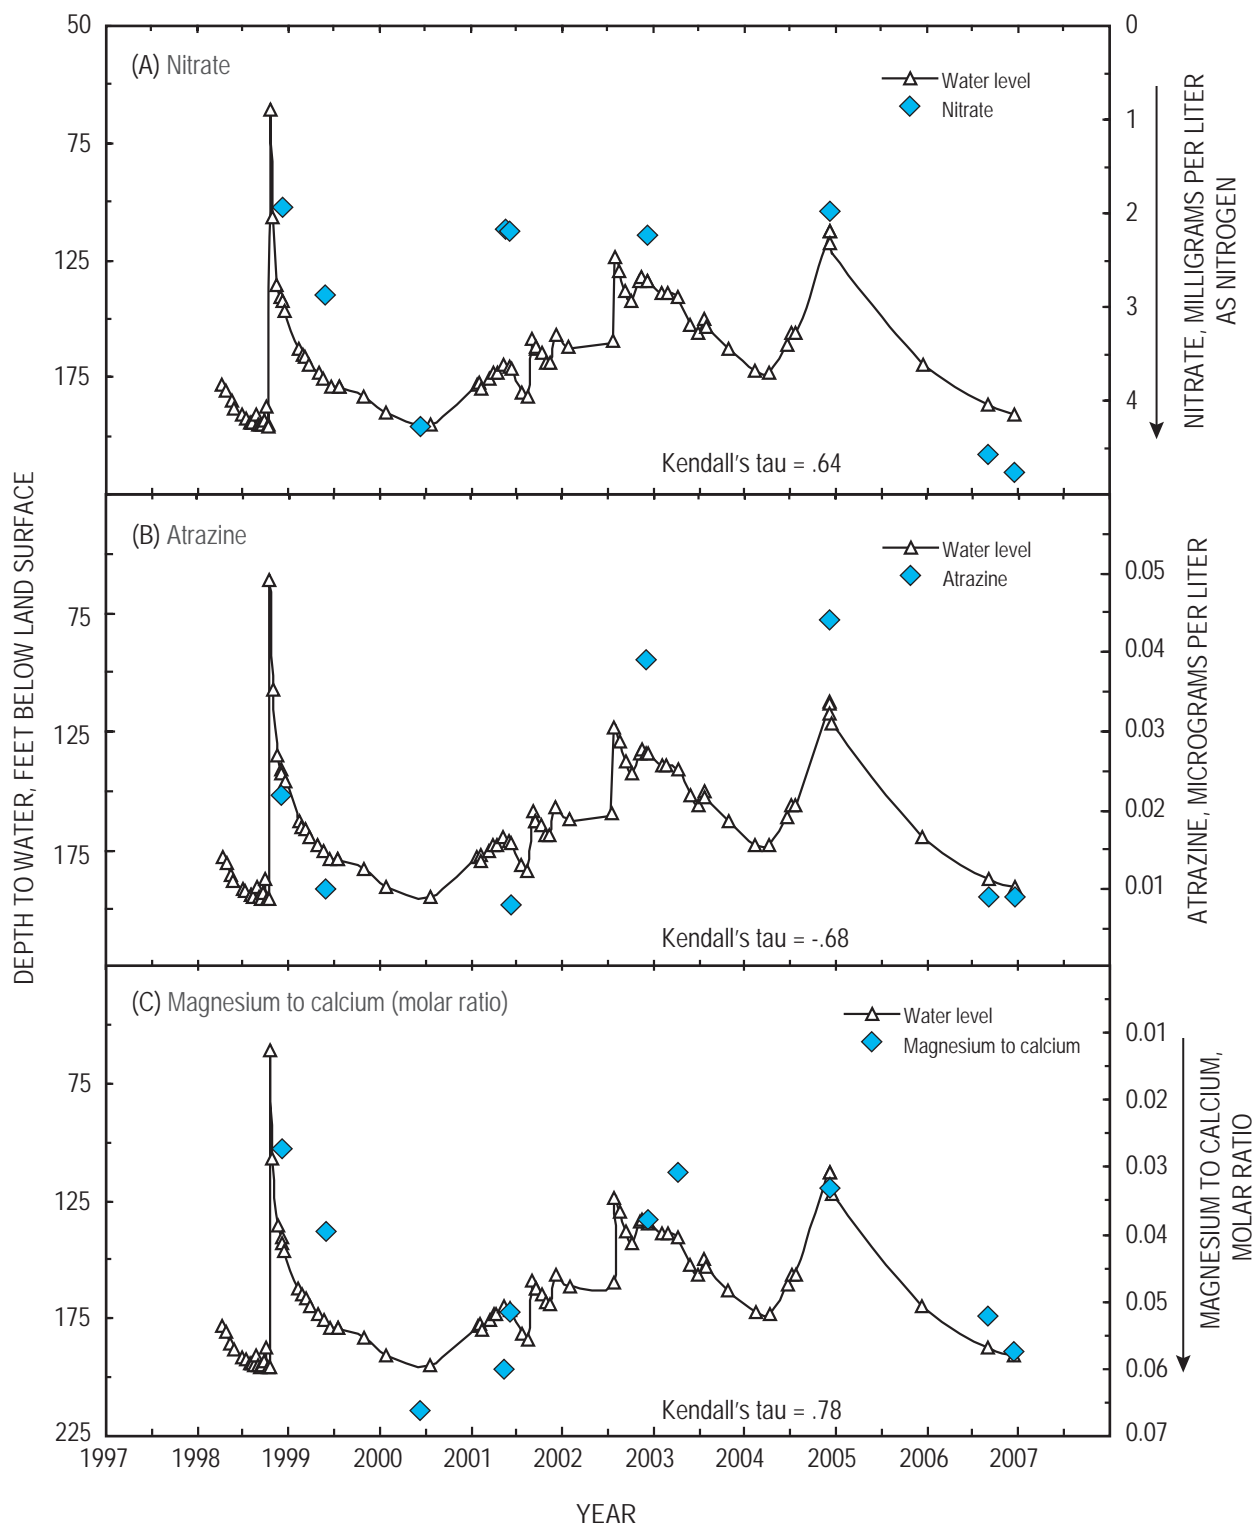 50
75
125
175
(A) Nitrate
Water level
Nitrate
Kendall's tau = .64
0
1
2
3
4
NITRATE, MILLIGRAMS PER LITER
AS NITROGEN
DEPTH TO WATER, FEET BELOW LAND SURFACE
75
125
175
(B) Atrazine
Water level
Atrazine
Kendall's tau = -.68
0.05
0.04
0.03
0.02
0.01
ATRAZINE, MICROGRAMS PER LITER
75
125
175
225
(C) Magnesium to calcium (molar ratio)
Water level
Magnesium to calcium
Kendall's tau = .78
0.01
0.02
0.03
0.04
0.05
0.06
0.07
MAGNESIUM TO CALCIUM,
MOLAR RATIO
1997 1998 1999 2000 2001 2002 2003 2004 2005 2006 2007
YEAR